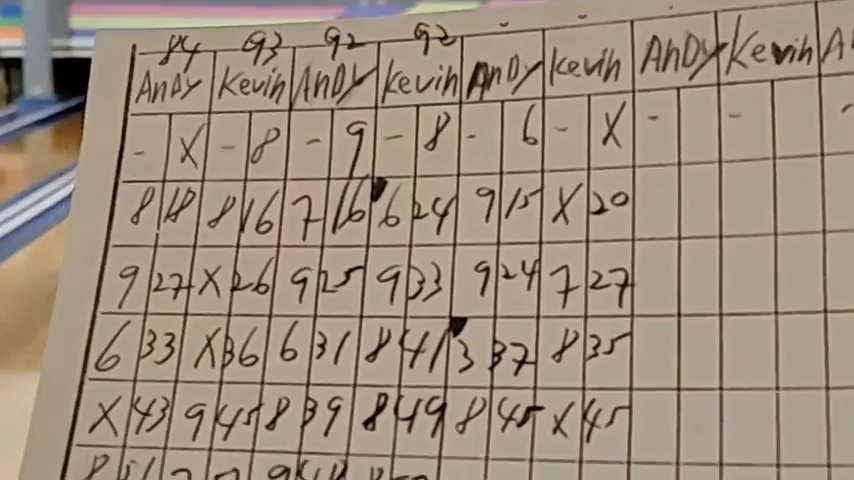 84 93 92 92 - -
AnDY Kevin AnDY Kevin AnDY Kevin AnDY Kevin A
- X - 8 - 9 - 8 - 6 - X - - -
8 18 8 16 7 16 6 24 9 15 X 20
9 27 X 26 9 25 9 33 9 24 7 27
6 33 X 36 6 31 8 41 3 37 8 35
X 43 9 45 8 39 8 49 8 45 X 45
8 51